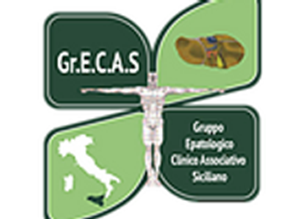 Gr.E.C.A.S
Gruppo
Epatologico
Clinico Associativo
Siciliano